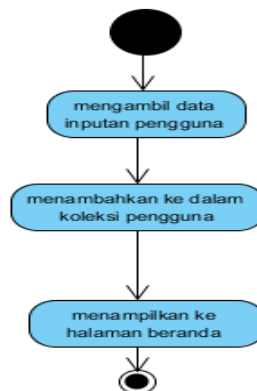 mengambil data
inputan pengguna
menambahkan ke dalam
koleksi pengguna
menampilkan ke
halaman beranda